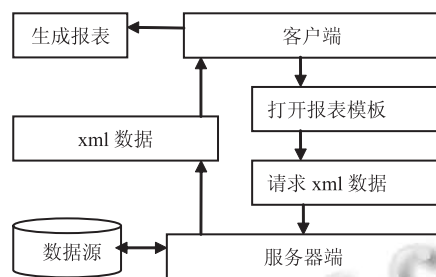 生成报表
客户端
打开报表模板
xml 数据
请求 xml 数据
数据源
服务器端